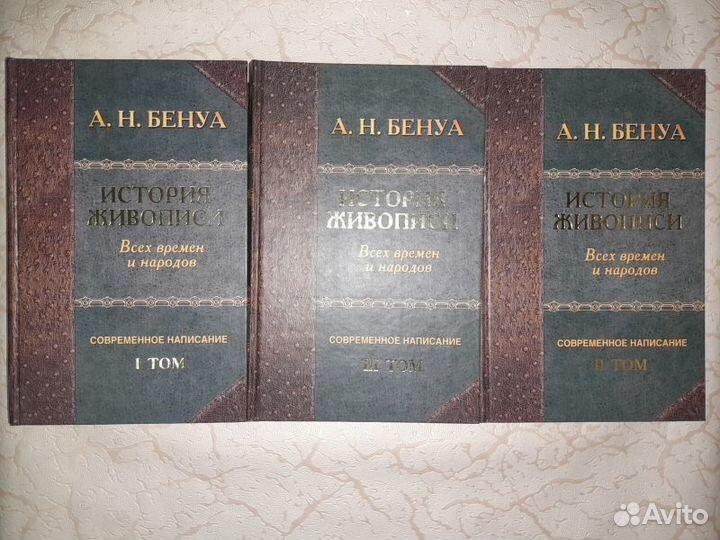 А. Н. БЕНУА
ИСТОРИЯ
ЖИВОПИСИ
Всех времен
и народов
СОВРЕМЕННОЕ НАПИСАНИЕ
I ТОМ
А. Н. БЕНУА
ИСТОРИЯ
ЖИВОПИСИ
Всех времен
и народов
СОВРЕМЕННОЕ НАПИСАНИЕ
III ТОМ
А. Н. БЕНУА
ИСТОРИЯ
ЖИВОПИСИ
Всех времен
и народов
СОВРЕМЕННОЕ НАПИСАНИЕ
II ТОМ
Avito